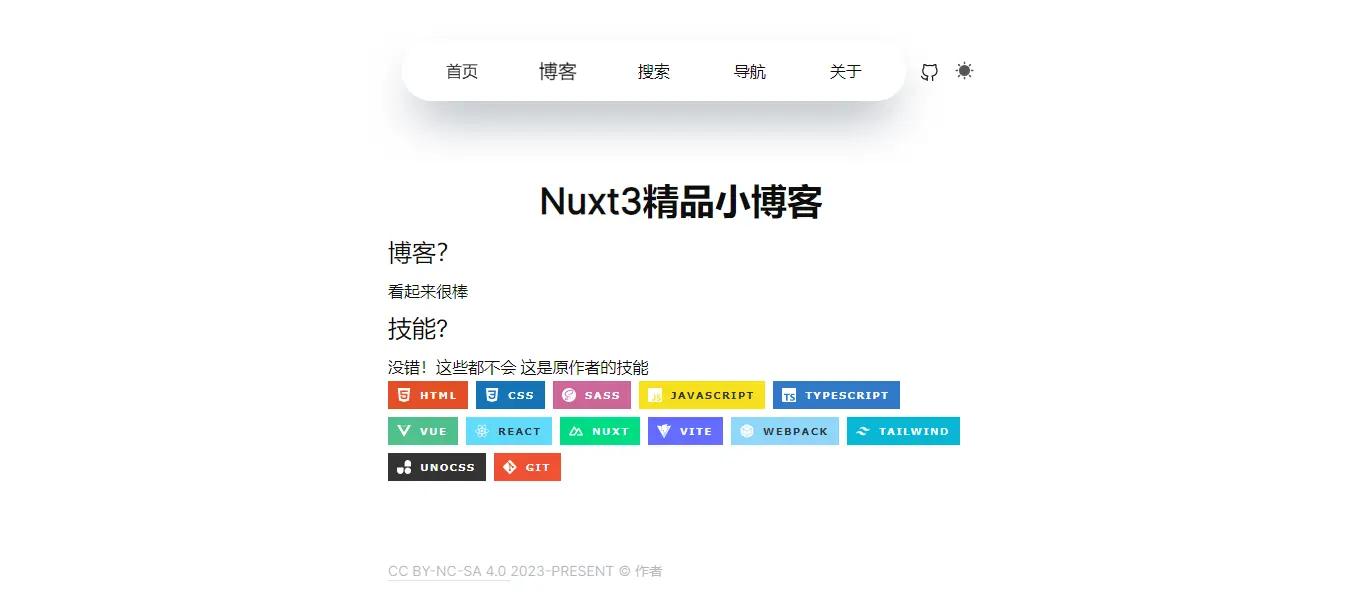 首页 博客 搜索 导航 关于
Nuxt3精品小博客
博客？
看起来很棒
技能？
没错！这些都不会 这是原作者的技能
HTML CSS SASS JAVASCRIPT TYPESCRIPT
VUE REACT NUXT VITE WEBPACK TAILWIND
UNOCSS GIT
CC BY-NC-SA 4.0 2023-PRESENT © 作者